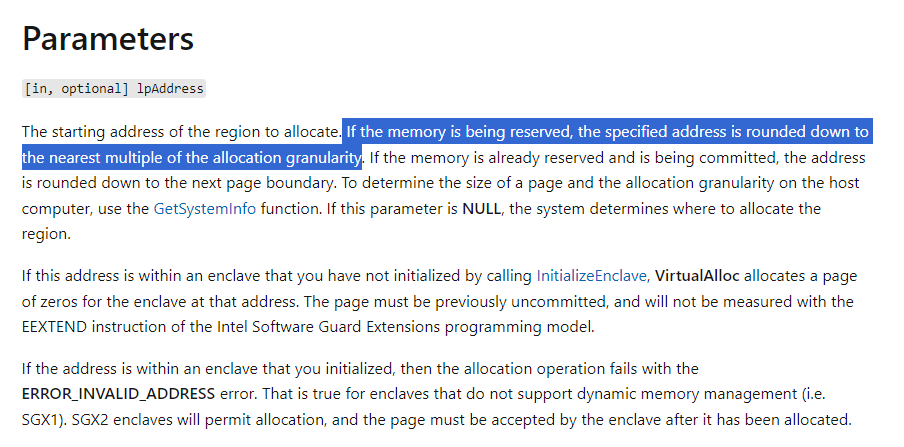 Parameters
[in, optional] lpAddress
The starting address of the region to allocate. If the memory is being reserved, the specified address is rounded down to
the nearest multiple of the allocation granularity. If the memory is already reserved and is being committed, the address
is rounded down to the next page boundary. To determine the size of a page and the allocation granularity on the host
computer, use the GetSystemInfo function. If this parameter is NULL, the system determines where to allocate the
region.
If this address is within an enclave that you have not initialized by calling InitializeEnclave, VirtualAlloc allocates a page
of zeros for the enclave at that address. The page must be previously uncommitted, and will not be measured with the
EEXTEND instruction of the Intel Software Guard Extensions programming model.
If the address is within an enclave that you initialized, then the allocation operation fails with the
ERROR_INVALID_ADDRESS error. That is true for enclaves that do not support dynamic memory management (i.e.
SGX1). SGX2 enclaves will permit allocation, and the page must be accepted by the enclave after it has been allocated.